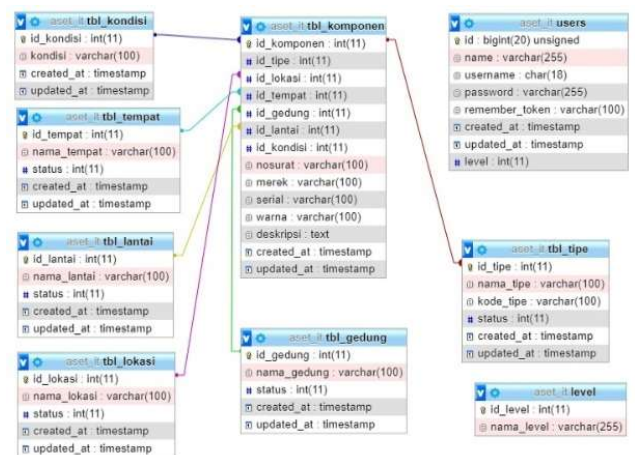 aset_it tbl_kondisi
id_kondisi : int(11)
kondisi : varchar(100)
created_at : timestamp
updated_at : timestamp
aset_it tbl_tempat
id_tempat : int(11)
nama_tempat : varchar(100)
status : int(11)
created_at : timestamp
updated_at : timestamp
aset_it tbl_lantai
id_lantai : int(11)
nama_lantai : varchar(100)
status : int(11)
created_at : timestamp
updated_at : timestamp
aset_it tbl_lokasi
id_lokasi : int(11)
nama_lokasi : varchar(100)
status : int(11)
created_at : timestamp
updated_at : timestamp
aset_it tbl_komponen
id_komponen : int(11)
id_tipe : int(11)
id_lokasi : int(11)
id_tempat : int(11)
id_gedung : int(11)
id_lantai : int(11)
id_kondisi : int(11)
nosurat : varchar(100)
merek : varchar(100)
serial : varchar(100)
warna : varchar(100)
deskripsi : text
created_at : timestamp
updated_at : timestamp
aset_it tbl_gedung
id_gedung : int(11)
nama_gedung : varchar(100)
status : int(11)
created_at : timestamp
updated_at : timestamp
aset_it users
id : bigint(20) unsigned
name : varchar(255)
username : char(18)
password : varchar(255)
remember_token : varchar(100)
created_at : timestamp
updated_at : timestamp
level : int(11)
aset_it tbl_tipe
id_tipe : int(11)
nama_tipe : varchar(100)
kode_tipe : varchar(100)
status : int(11)
created_at : timestamp
updated_at : timestamp
aset_it level
id_level : int(11)
nama_level : varchar(255)